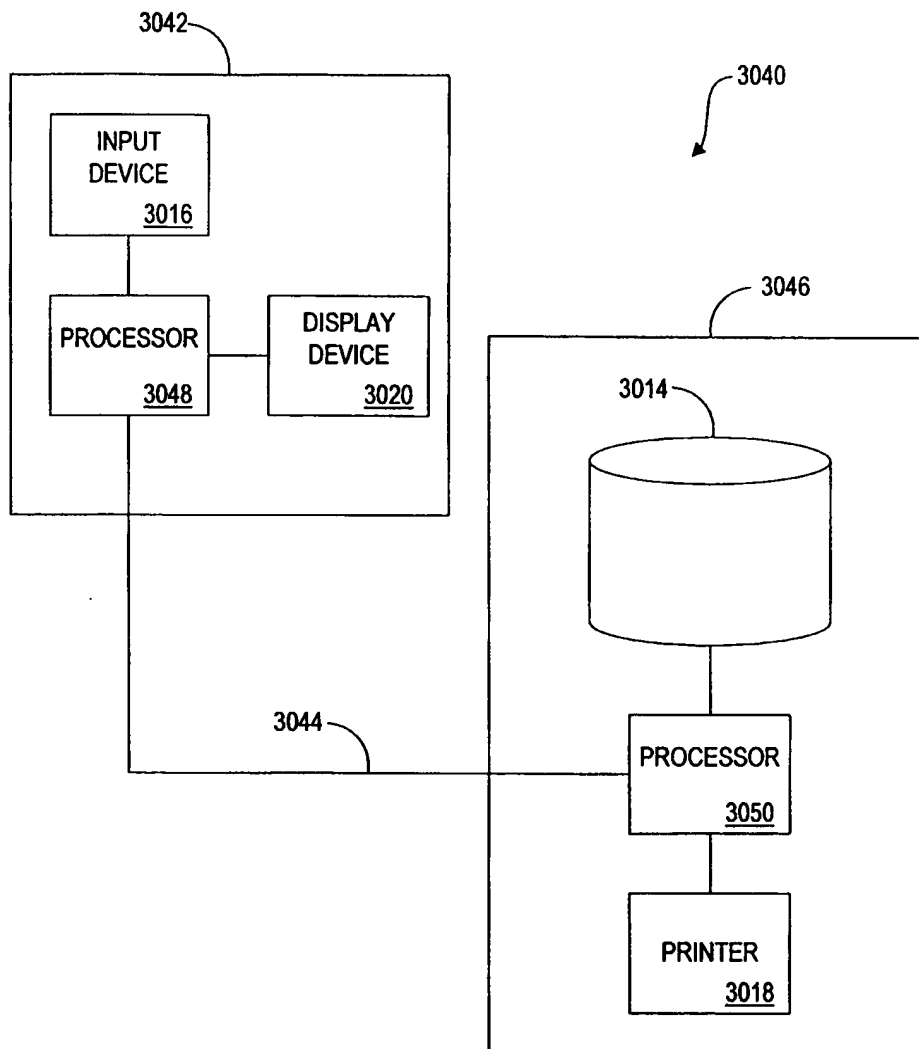 3042
3040
INPUT
DEVICE
3016
PROCESSOR
3048
DISPLAY
DEVICE
3020
3046
3014
3044
PROCESSOR
3050
PRINTER
3018